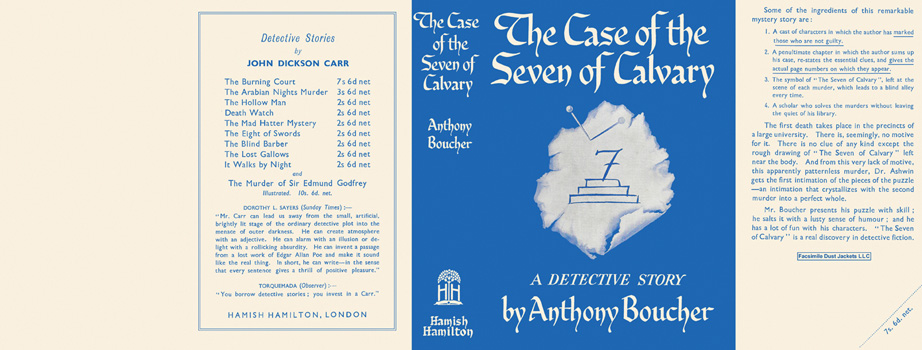 Detective Stories
by
JOHN DICKSON CARR
The Burning Court 7s 6d net
The Arabian Nights Murder 3s 6d net
The Hollow Man 2s 6d net
Death Watch 2s 6d net
The Mad Hatter Mystery 2s 6d net
The Eight of Swords 2s 6d net
The Blind Barber 2s 6d net
The Lost Gallows 2s 6d net
It Walks by Night 2s 6d net
and
The Murder of Sir Edmund Godfrey
Illustrated. 10s. 6d. net.
DOROTHY L. SAYERS (Sunday Times) :—
"Mr. Carr can lead us away from the small, artificial,
brightly lit stage of the ordinary detective plot into the
menace of outer darkness. He can create atmosphere
with an adjective. He can alarm with an illusion or de-
light with a rollicking absurdity. He can invent a passage
from a lost work of Edgar Allan Poe and make it sound
like the real thing. In short, he can write—in the sense
that every sentence gives a thrill of positive pleasure."
TORQUEMADA (Observer) :—
"You borrow detective stories ; you invest in a Carr."
HAMISH HAMILTON, LONDON
The Case
of the
Seven of
Calvary
Anthony
Boucher
Hamish
Hamilton
The Case of the
Seven of Calvary
7
A DETECTIVE STORY
by Anthony Boucher
Some of the ingredients of this remarkable
mystery story are :
1. A cast of characters in which the author has marked
those who are not guilty.
2. A penultimate chapter in which the author sums up
his case, re-states the essential clues, and gives the
actual page numbers on which they appear.
3. The symbol of "The Seven of Calvary", left at the
scene of each murder, which leads to a blind alley
every time.
4. A scholar who solves the murders without leaving
the quiet of his library.
The first death takes place in the precincts of
a large university. There is, seemingly, no motive
for it. There is no clue of any kind except the
rough drawing of "The Seven of Calvary" left
near the body. And from this very lack of motive,
this apparently patternless murder, Dr. Ashwin
gets the first intimation of the pieces of the puzzle
—an intimation that crystallizes with the second
murder into a perfect whole.
Mr. Boucher presents his puzzle with skill ;
he salts it with a lusty sense of humour ; and he
has a lot of fun with his characters. "The Seven
of Calvary" is a real discovery in detective fiction.
Facsimile Dust Jackets LLC
7s. 6d. net.